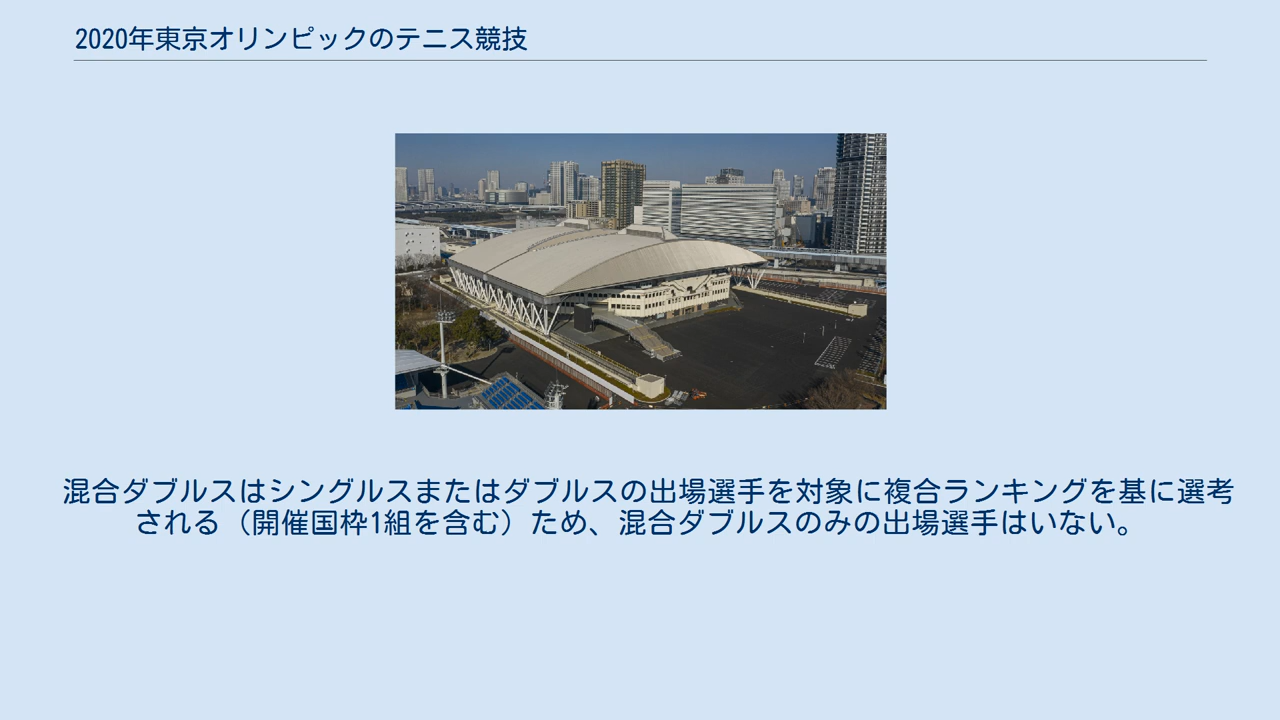 2020年東京オリンピックのテニス競技
混合ダブルスはシングルスまたはダブルスの出場選手を対象に複合ランキングを基に選考
される（開催国枠1組を含む）ため、混合ダブルスのみの出場選手はいない。